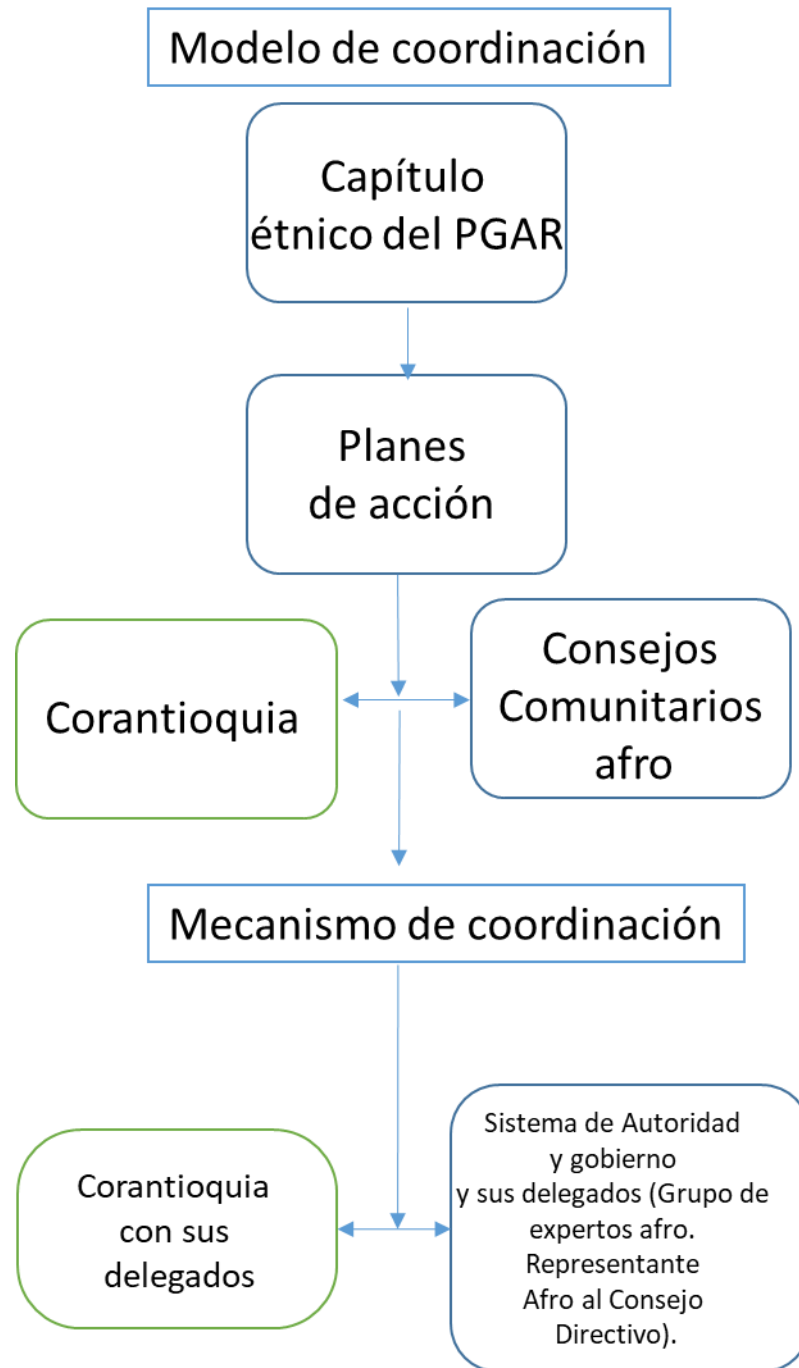 Modelo de coordinación
Capítulo
étnico del PGAR
Planes
de acción
Corantioquia
Consejos
Comunitarios
afro
Mecanismo de coordinación
Corantioquia
con sus
delegados
Sistema de Autoridad
y gobierno
y sus delegados (Grupo de
expertos afro.
Representante
Afro al Consejo
Directivo).